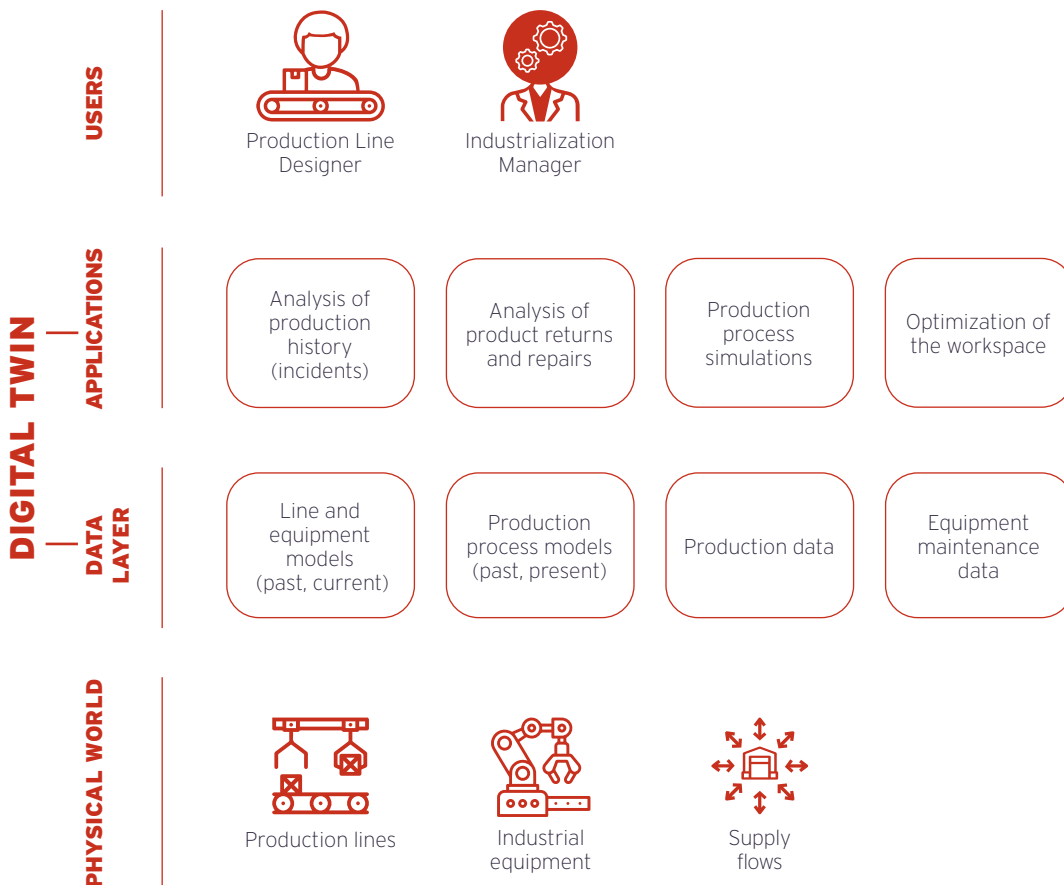 USERS
Production Line
Designer
Industrialization
Manager
DIGITAL TWIN
APPLICATIONS
Analysis of
production
history
(incidents)
Analysis of
product returns
and repairs
Production
process
simulations
Optimization of
the workspace
DATA
LAYER
Line and
equipment
models
(past, current)
Production
process models
(past, present)
Production data
Equipment
maintenance
data
PHYSICAL WORLD
Production lines
Industrial
equipment
Supply
flows